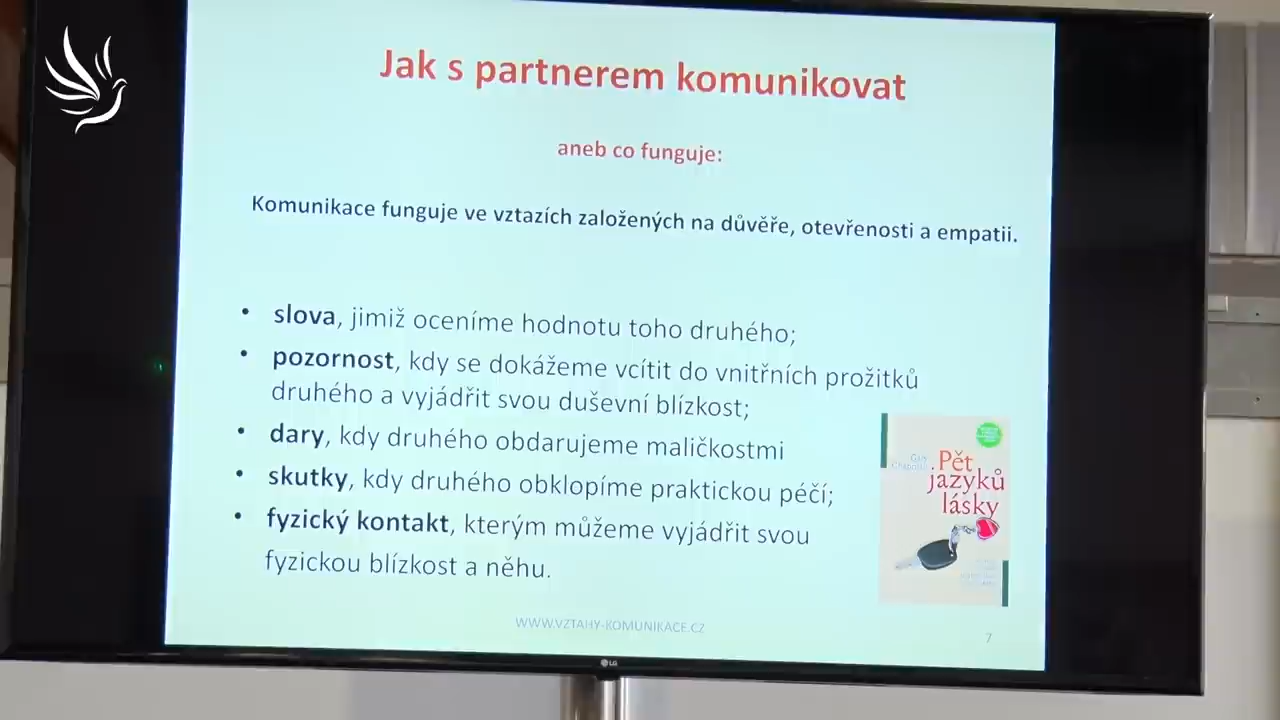 Jak s partnerem komunikovat
aneb co funguje:
Komunikace funguje ve vztazích založených na důvěře, otevřenosti a empatii.
• slova, jimiž oceníme hodnotu toho druhého;
• pozornost, kdy se dokážeme vcítit do vnitřních prožitků
druhého a vyjádřit svou duševní blízkost;
• dary, kdy druhého obdarujeme maličkostmi
• skutky, kdy druhého obklopíme praktickou péčí;
• fyzický kontakt, kterým můžeme vyjádřit svou
fyzickou blízkost a něhu.
Gary
Chapman
Pět
jazyků
lásky
WWW.VZTAHY-KOMUNIKACE.CZ
7
LG